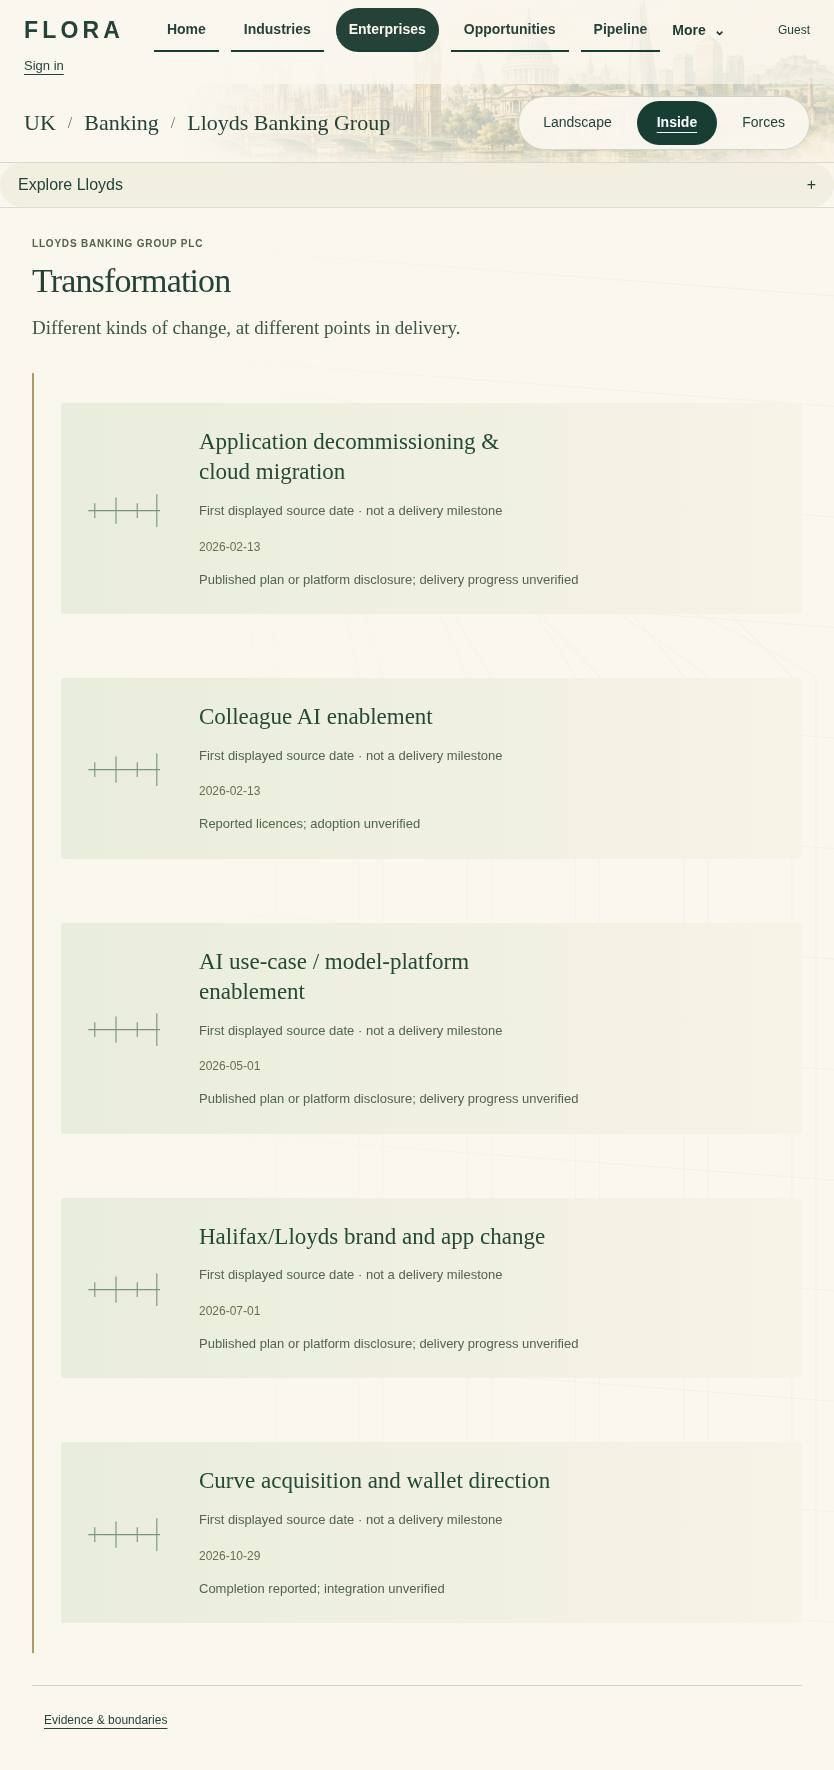 FLORA
Home
Industries
Enterprises
Opportunities
Pipeline
More
Guest
Sign in
UK / Banking / Lloyds Banking Group
Landscape
Inside
Forces
Explore Lloyds
+
LLOYDS BANKING GROUP PLC
Transformation
Different kinds of change, at different points in delivery.
Application decommissioning &
cloud migration
First displayed source date · not a delivery milestone
2026-02-13
Published plan or platform disclosure; delivery progress unverified
Colleague AI enablement
First displayed source date · not a delivery milestone
2026-02-13
Reported licences; adoption unverified
AI use-case / model-platform
enablement
First displayed source date · not a delivery milestone
2026-05-01
Published plan or platform disclosure; delivery progress unverified
Halifax/Lloyds brand and app change
First displayed source date · not a delivery milestone
2026-07-01
Published plan or platform disclosure; delivery progress unverified
Curve acquisition and wallet direction
First displayed source date · not a delivery milestone
2026-10-29
Completion reported; integration unverified
Evidence & boundaries